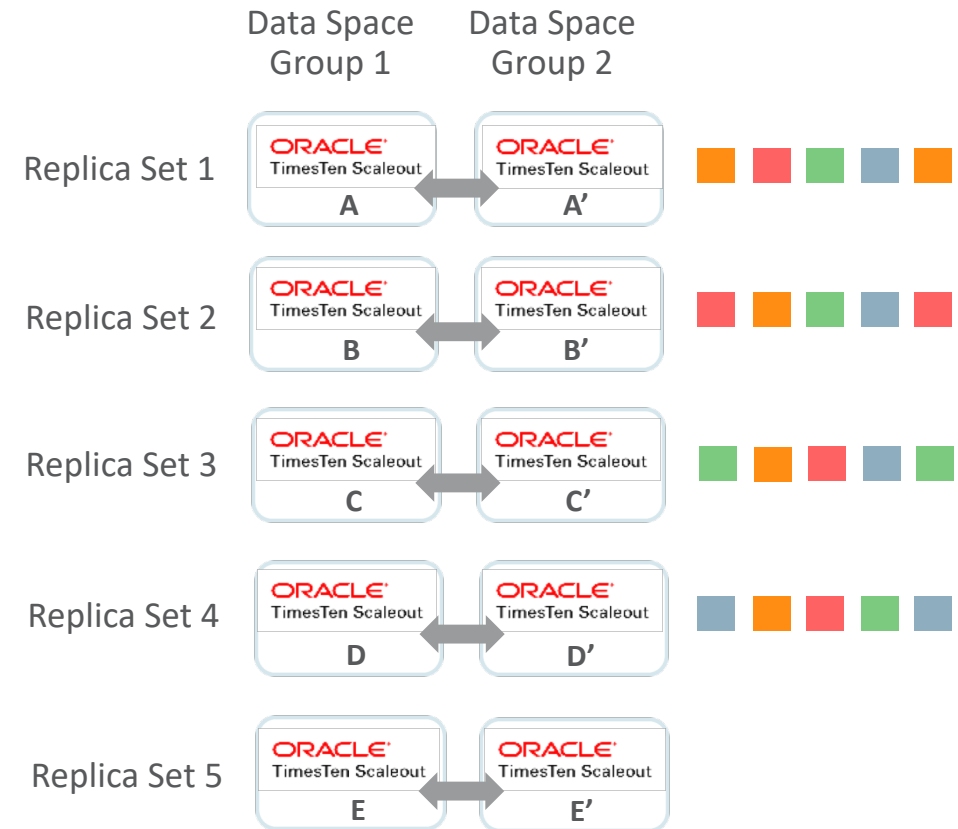 Data Space Group 1
Data Space Group 2
Replica Set 1
ORACLE'
TimesTen Scaleout
A
ORACLE'
TimesTen Scaleout
A’
Replica Set 2
ORACLE'
TimesTen Scaleout
B
ORACLE'
TimesTen Scaleout
B’
Replica Set 3
ORACLE'
TimesTen Scaleout
C
ORACLE'
TimesTen Scaleout
C’
Replica Set 4
ORACLE'
TimesTen Scaleout
D
ORACLE'
TimesTen Scaleout
D’
Replica Set 5
ORACLE'
TimesTen Scaleout
E
ORACLE'
TimesTen Scaleout
E’